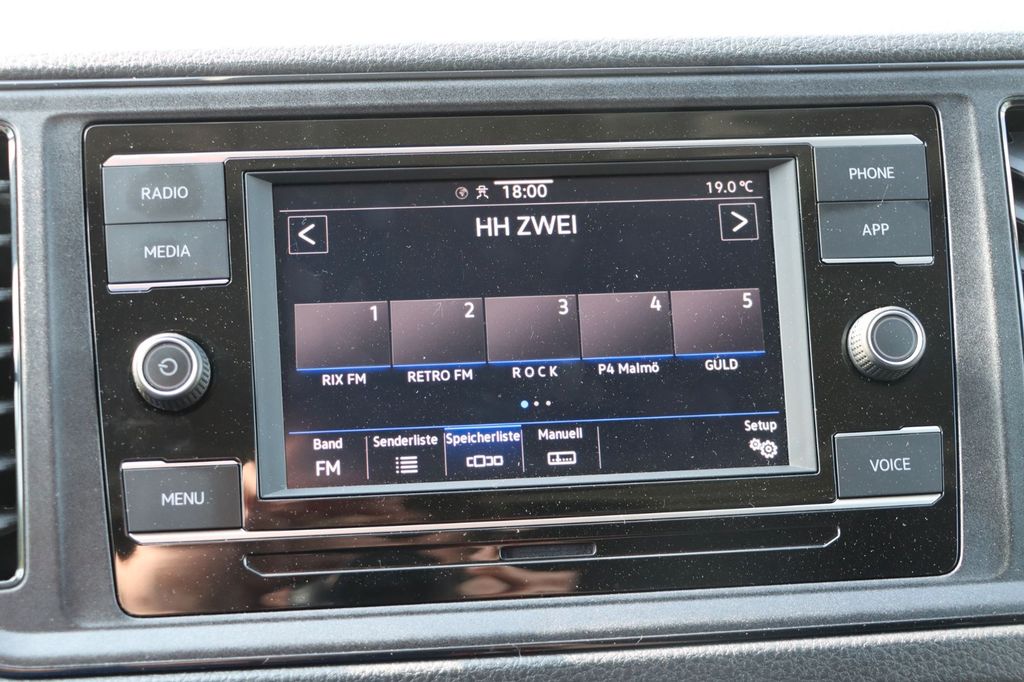 RADIO
MEDIA
MENU
PHONE
APP
VOICE
18:00
19.0 °C
<
HH ZWEI
>
1
2
3
4
5
RIX FM
RETRO FM
R O C K
P4 Malmö
GULD
Band
FM
Senderliste
Speicherliste
Manuell
Setup